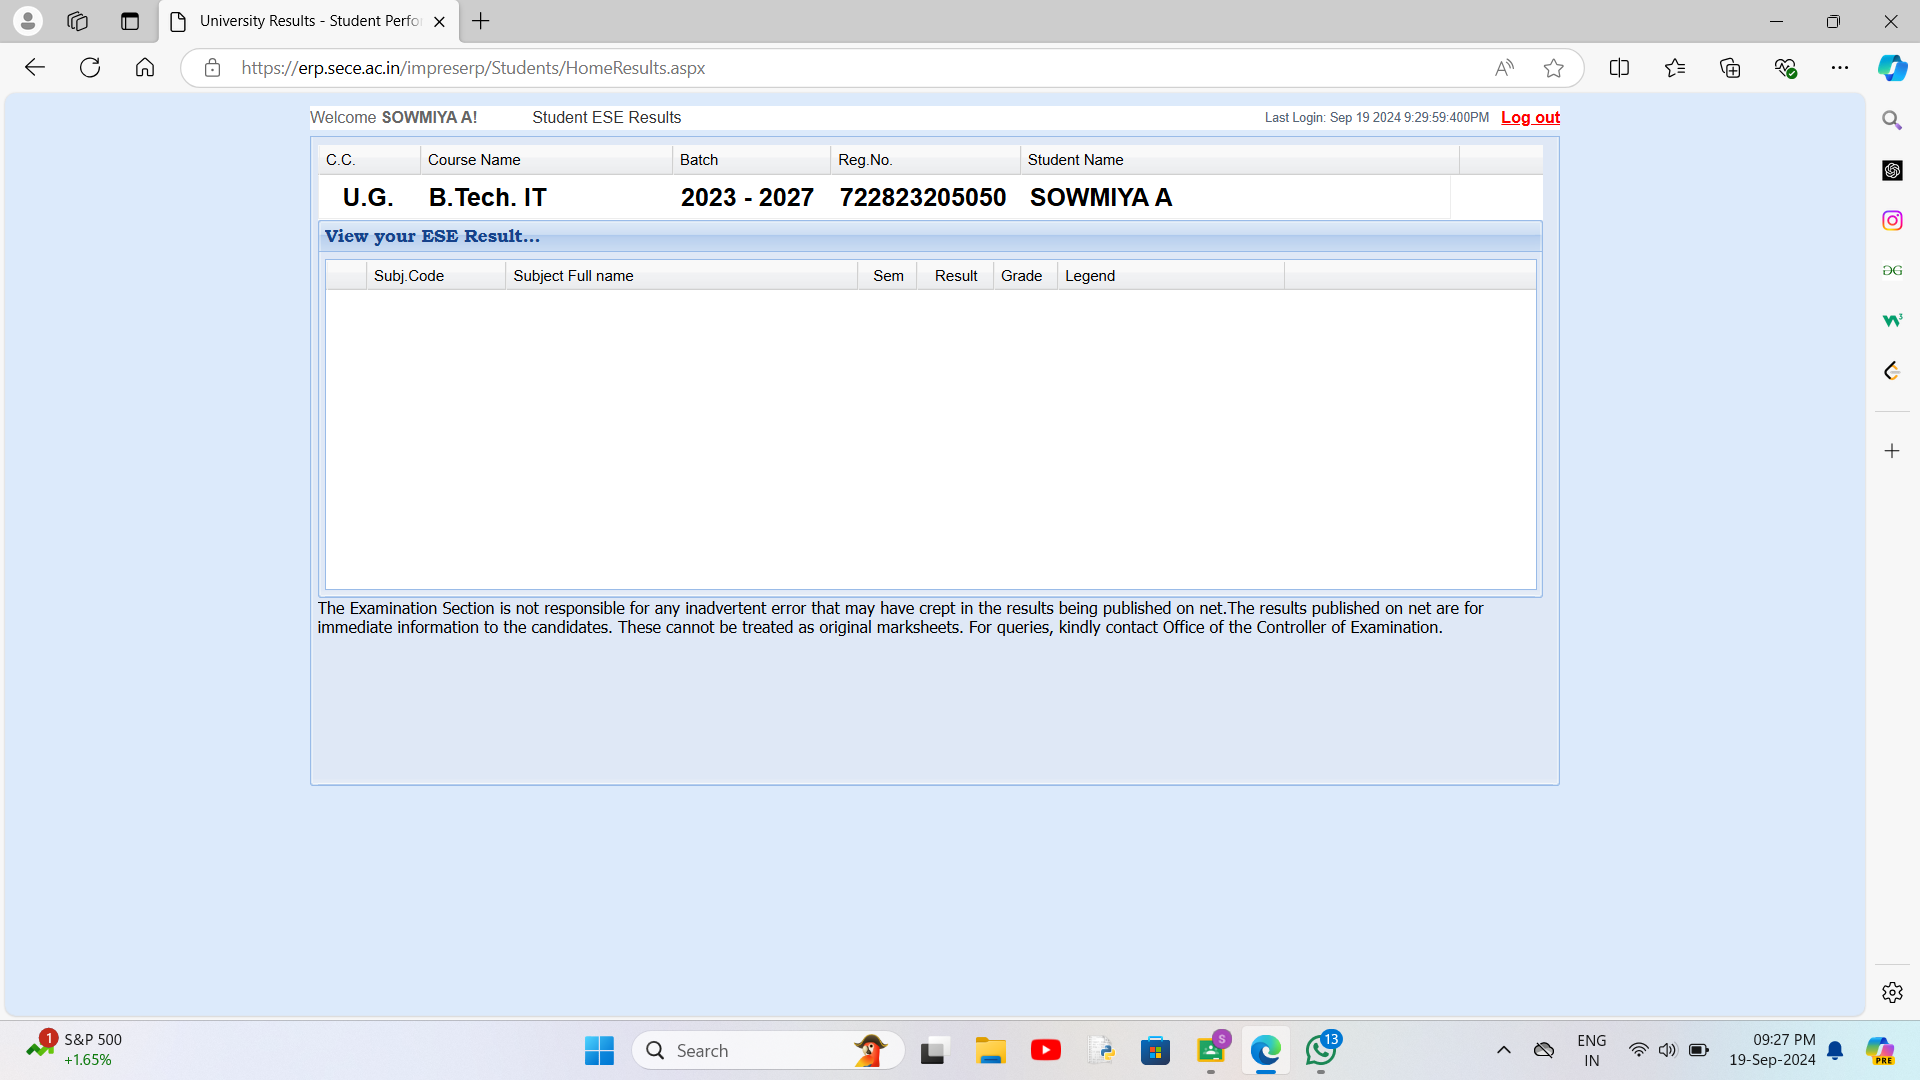 University Results - Student Perfo
https://erp.sece.ac.in/impreserp/Students/HomeResults.aspx
Welcome SOWMIYA A! Student ESE Results Last Login: Sep 19 2024 9:29:59:400PM Log out
C.C. Course Name Batch Reg.No. Student Name
U.G. B.Tech. IT 2023 - 2027 722823205050 SOWMIYA A
View your ESE Result...
Subj.Code Subject Full name Sem Result Grade Legend
The Examination Section is not responsible for any inadvertent error that may have crept in the results being published on net.The results published on net are for
immediate information to the candidates. These cannot be treated as original marksheets. For queries, kindly contact Office of the Controller of Examination.
1 S&P 500
+1.65%
Search
S
13
PRE
ENG
IN
09:27 PM
19-Sep-2024